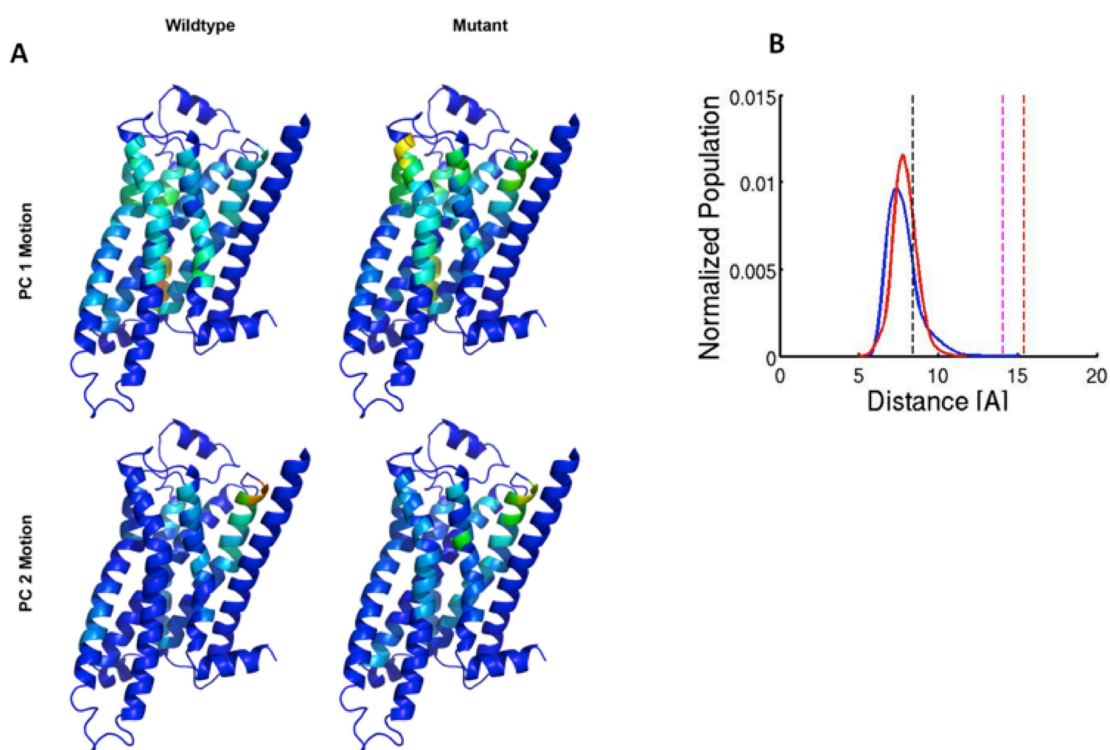 Wildtype
Mutant
A
B
PC 1 Motion
PC 2 Motion
Normalized Population
0.015
0.01
0.005
0
0
5
10
15
20
Distance [A]